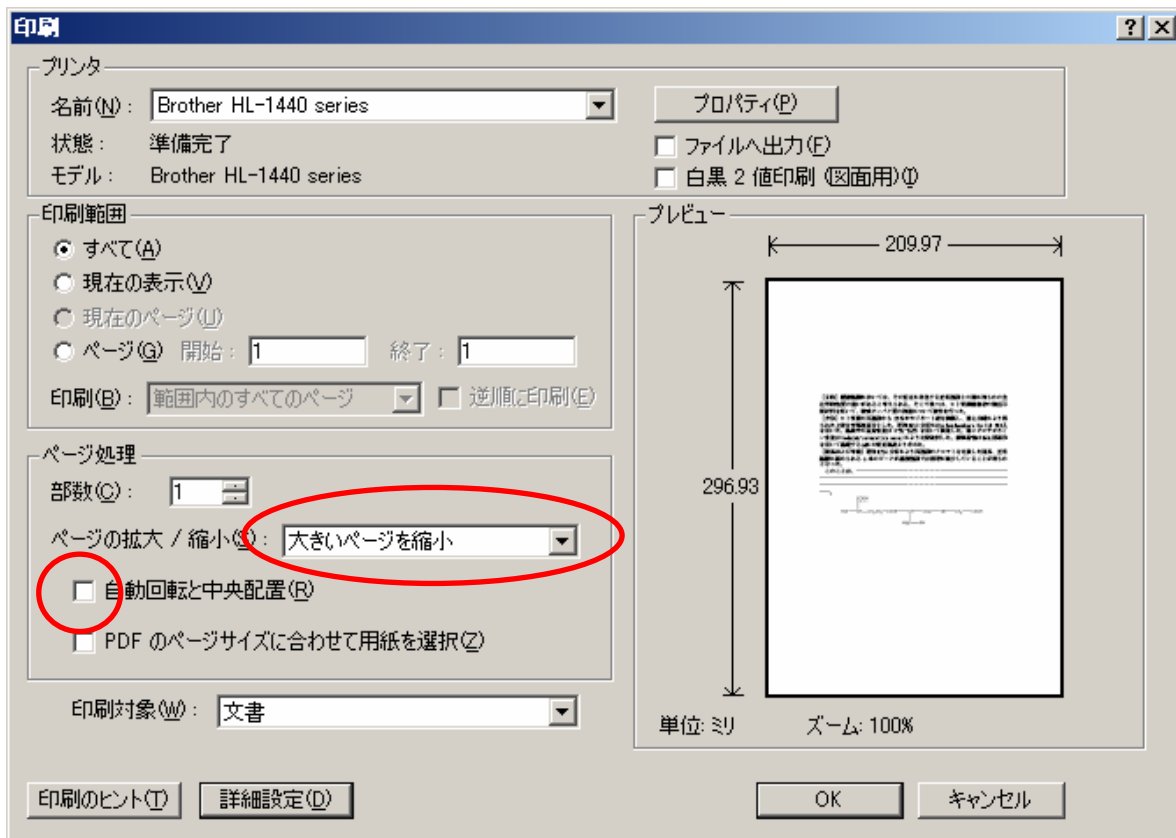 印刷
プリンタ
名前(N): Brother HL-1440 series
プロパティ(P)
状態: 準備完了
ファイルへ出力(F)
モデル: Brother HL-1440 series
白黒 2 値印刷 (図面用)(I)
印刷範囲
すべて(A)
現在の表示(V)
現在のページ(U)
ページ(G) 開始: 1 終了: 1
印刷(B): 範囲内のすべてのページ 逆順に印刷(E)
ページ処理
部数(C): 1
ページの拡大 / 縮小(S): 大きいページを縮小
自動回転と中央配置(R)
PDF のページサイズに合わせて用紙を選択(Z)
印刷対象(W): 文書
プレビュー
209.97
296.93
単位: ミリ ズーム: 100%
印刷のヒント(T) 詳細設定(D) OK キャンセル